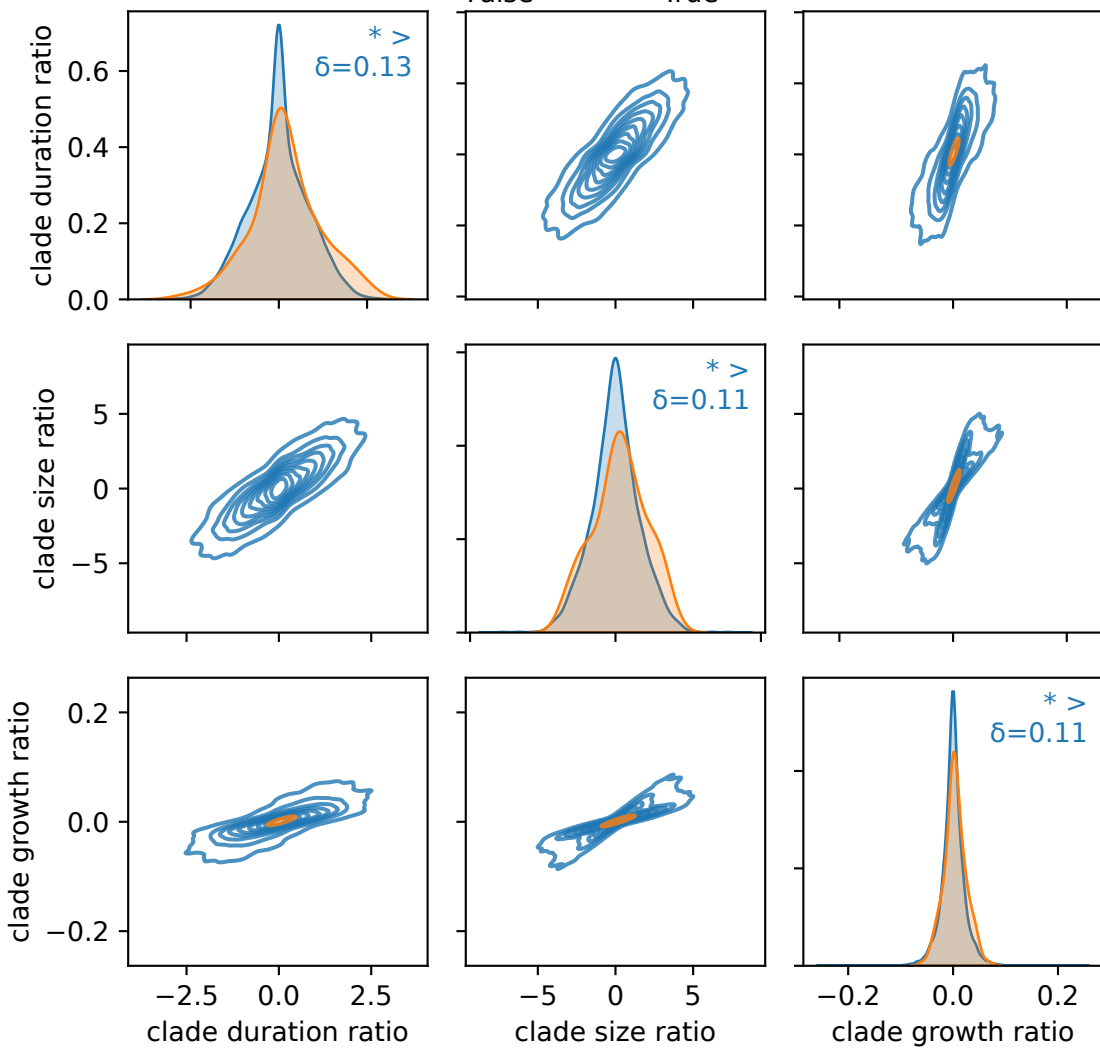 clade duration ratio
0.6
0.4
0.2
0.0
* >
δ=0.13
clade size ratio
5
0
−5
* >
δ=0.11
clade growth ratio
0.2
0.0
−0.2
* >
δ=0.11
−2.5 0.0 2.5
−5 0 5
−0.2 0.0 0.2
clade duration ratio
clade size ratio
clade growth ratio